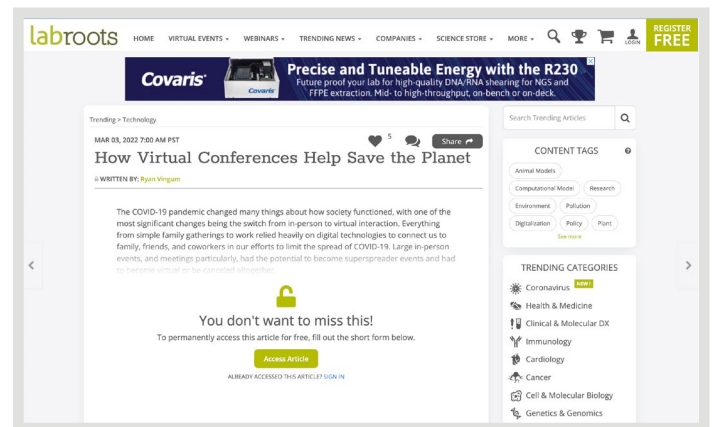 labroots
HOME VIRTUAL EVENTS WEBINARS TRENDING NEWS COMPANIES SCIENCE STORE MORE
LOGIN
REGISTER
FREE
Covaris
Covaris
Precise and Tuneable Energy with the R230
Future proof your lab for high-quality DNA/RNA shearing for NGS and
FFPE extraction. Mid- to high-throughput, on-bench or on-deck.
Trending > Technology
MAR 03, 2022 7:00 AM PST
5
Share
How Virtual Conferences Help Save the Planet
WRITTEN BY: Ryan Vingum
The COVID-19 pandemic changed many things about how society functioned, with one of the
most significant changes being the switch from in-person to virtual interaction. Everything
from simple family gatherings to work relied heavily on digital technologies to connect us to
family, friends, and coworkers in our efforts to limit the spread of COVID-19. Large in-person
events, and meetings particularly, had the potential to become superspreader events and had
to become virtual or be canceled altogether.
You don't want to miss this!
To permanently access this article for free, fill out the short form below.
Access Article
ALREADY ACCESSED THIS ARTICLE? SIGN IN
Search Trending Articles
CONTENT TAGS
Animal Models
Computational Model Research
Environment Pollution
Digitalization Policy Plant
See more
TRENDING CATEGORIES
Coronavirus NEW!
Health & Medicine
Clinical & Molecular DX
Immunology
Cardiology
Cancer
Cell & Molecular Biology
Genetics & Genomics